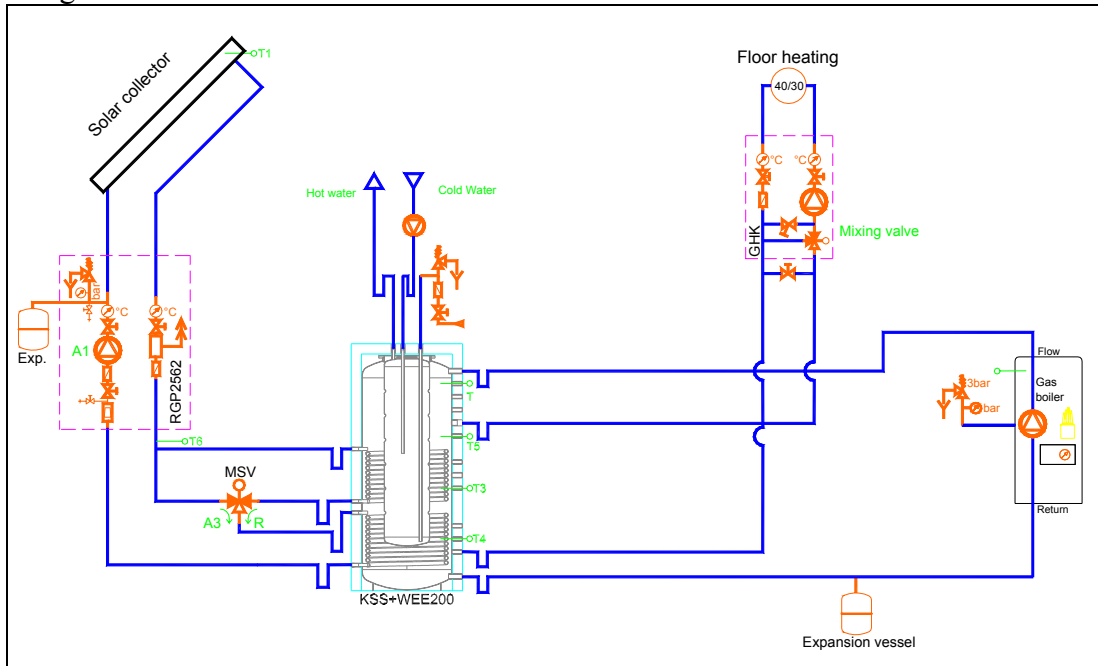 Solar collector
T1
Floor heating
40/30
°C
°C
GHK
Mixing valve
Hot water
Cold Water
bar
°C
°C
Exp.
A1
RGP2562
T6
MSV
A3
R
T
T5
T3
T4
KSS+WEE200
Flow
Gas
boiler
3bar
bar
Return
Expansion vessel